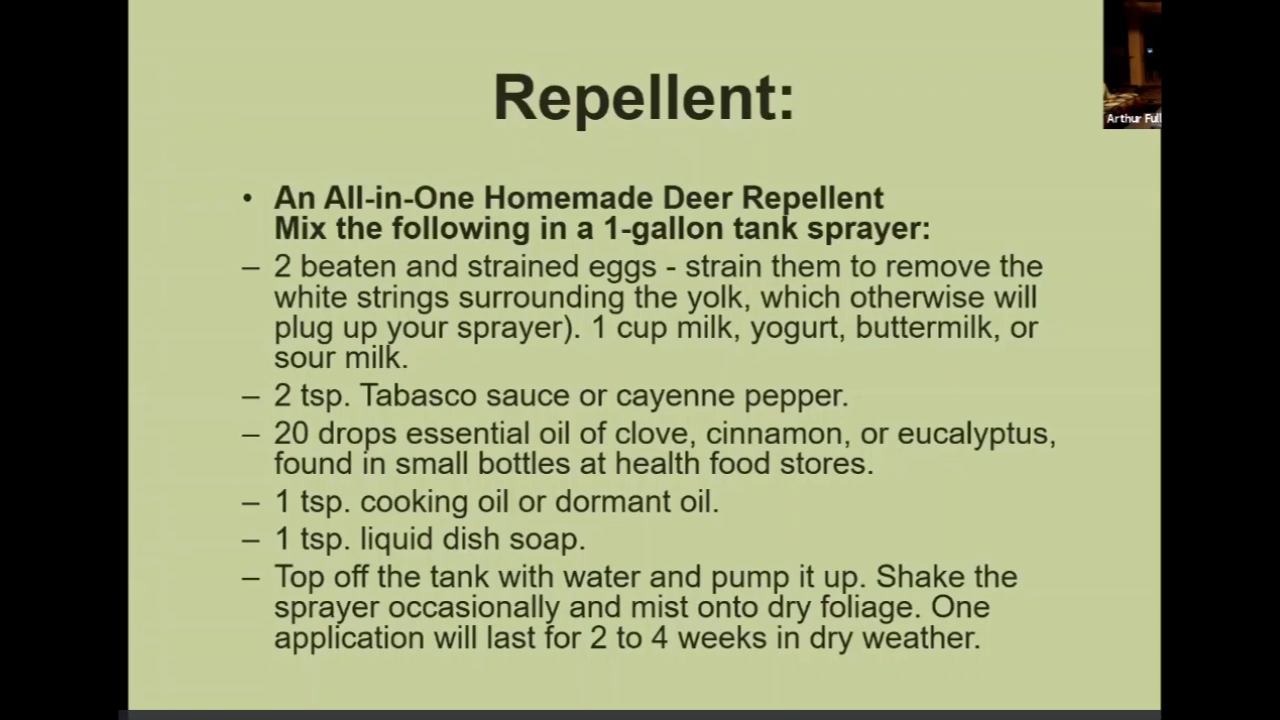 Repellent:
Arthur Full
• An All-in-One Homemade Deer Repellent
Mix the following in a 1-gallon tank sprayer:
– 2 beaten and strained eggs - strain them to remove the
white strings surrounding the yolk, which otherwise will
plug up your sprayer). 1 cup milk, yogurt, buttermilk, or
sour milk.
– 2 tsp. Tabasco sauce or cayenne pepper.
– 20 drops essential oil of clove, cinnamon, or eucalyptus,
found in small bottles at health food stores.
– 1 tsp. cooking oil or dormant oil.
– 1 tsp. liquid dish soap.
– Top off the tank with water and pump it up. Shake the
sprayer occasionally and mist onto dry foliage. One
application will last for 2 to 4 weeks in dry weather.